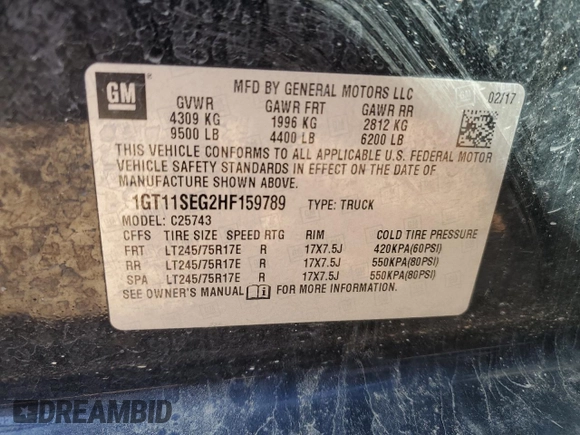 GM
MFD BY GENERAL MOTORS LLC
02/17
GVWR GAWR FRT GAWR RR
4309 KG 1996 KG 2812 KG
9500 LB 4400 LB 6200 LB
THIS VEHICLE CONFORMS TO ALL APPLICABLE U.S. FEDERAL MOTOR
VEHICLE SAFETY STANDARDS IN EFFECT ON THE DATE OF
MANUFACTURE SHOWN ABOVE.
1GT11SEG2HF159789 TYPE: TRUCK
MODEL: C25743
CFFS TIRE SIZE SPEED RTG RIM COLD TIRE PRESSURE
FRT LT245/75R17E R 17X7.5J 420KPA(60PSI)
RR LT245/75R17E R 17X7.5J 550KPA(80PSI)
SPA LT245/75R17E R 17X7.5J 550KPA(80PSI)
SEE OWNER'S MANUAL FOR MORE INFORMATION.
DREAMBID